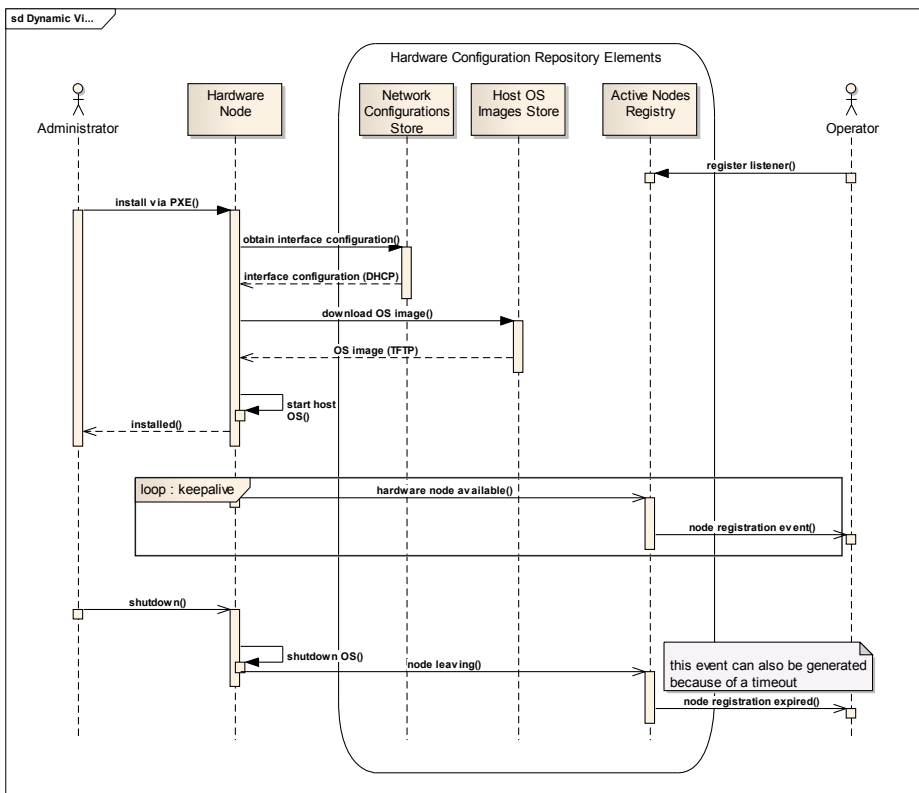 sd Dynamic Vi...
Hardware Configuration Repository Elements
Administrator
Hardware
Node
Network
Configurations
Store
Host OS
Images Store
Active Nodes
Registry
Operator
register listener()
install via PXE()
obtain interface configuration()
interface configuration (DHCP)
download OS image()
OS image (TFTP)
start host
OS()
installed()
loop : keepalive
hardware node available()
node registration event()
shutdown()
shutdown OS()
node leaving()
this event can also be generated
because of a timeout
node registration expired()